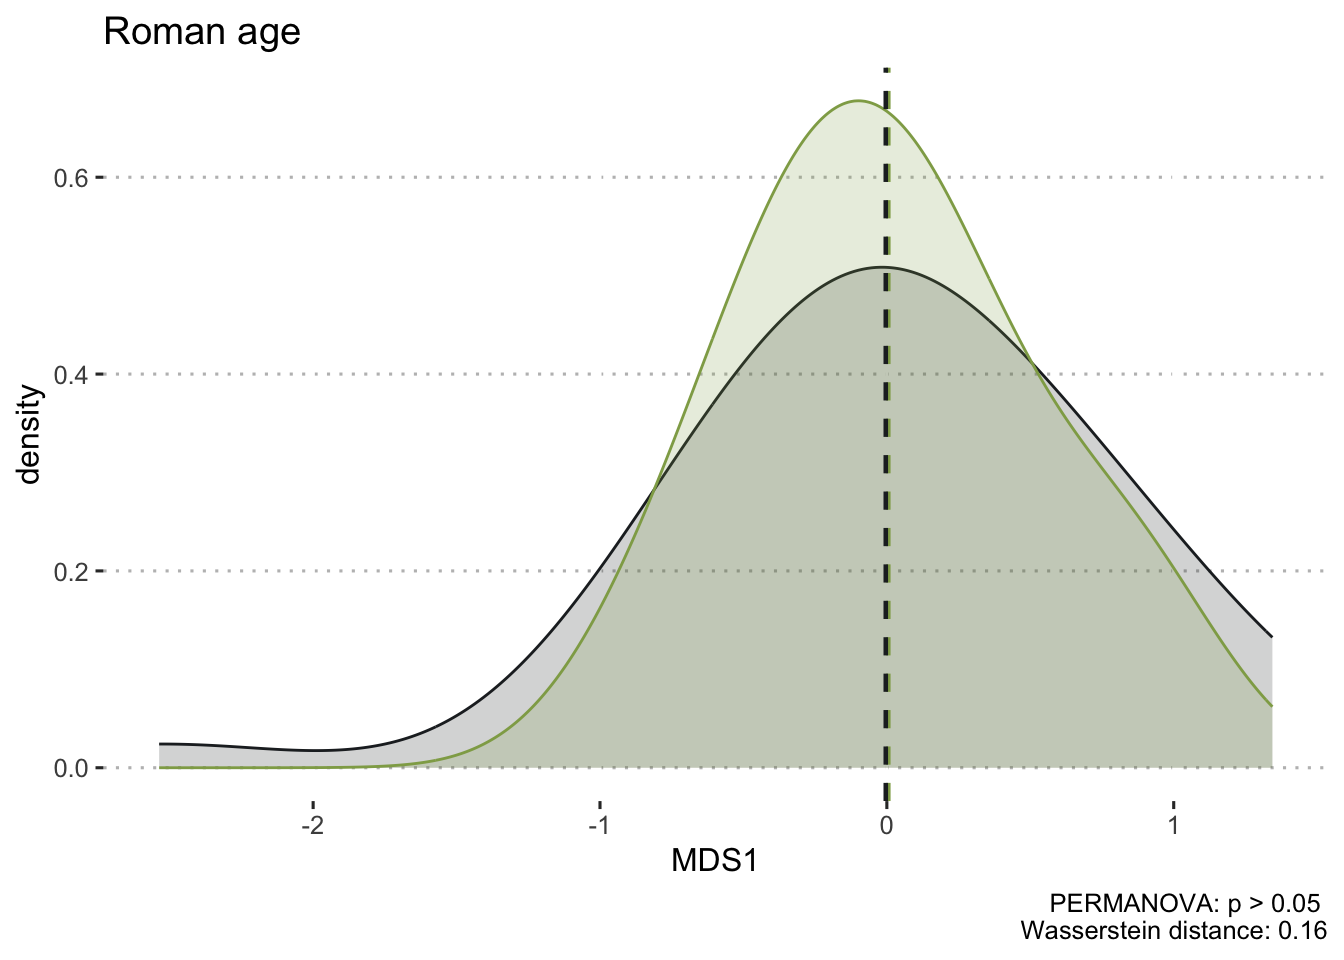 Roman age
0.6
0.4
0.2
0.0
density
-2
-1
0
1
MDS1
PERMANOVA: p > 0.05
Wasserstein distance: 0.16